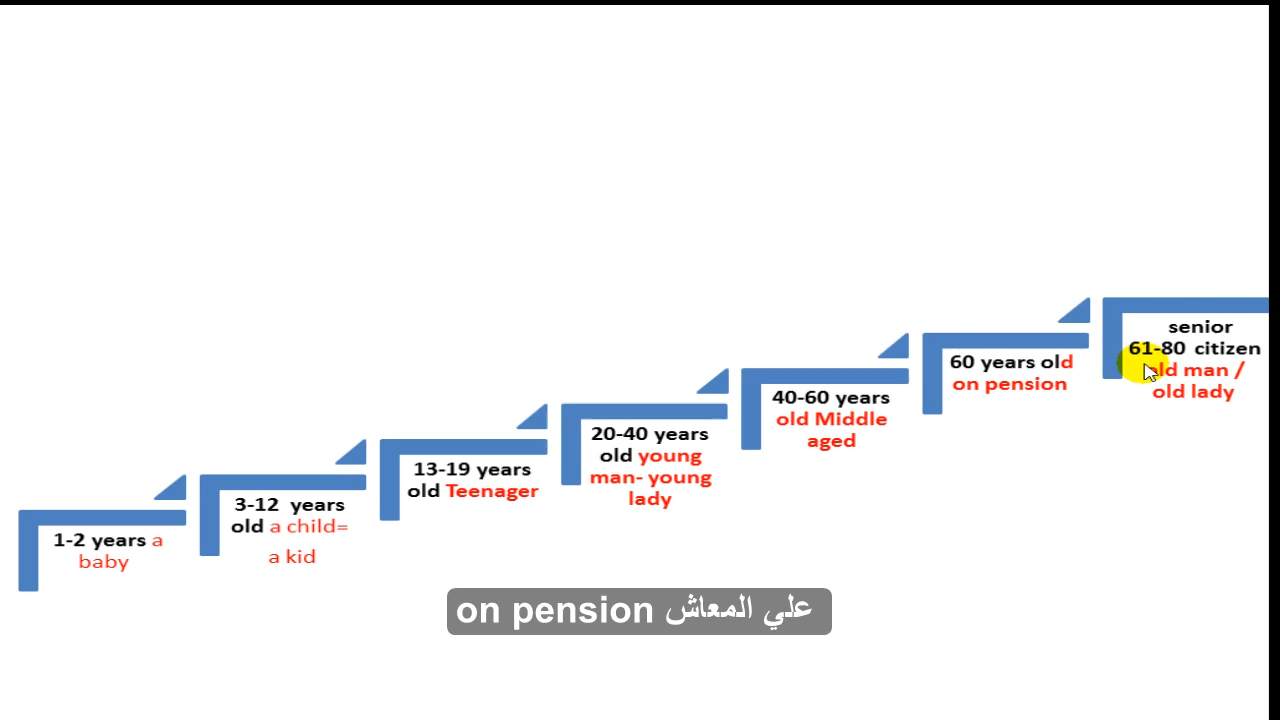 1-2 years a
baby
3-12 years
old a child=
a kid
13-19 years
old Teenager
20-40 years
old young
man- young
lady
40-60 years
old Middle
aged
60 years old
on pension
senior
61-80 citizen
old man /
old lady
on pension علي المعاش